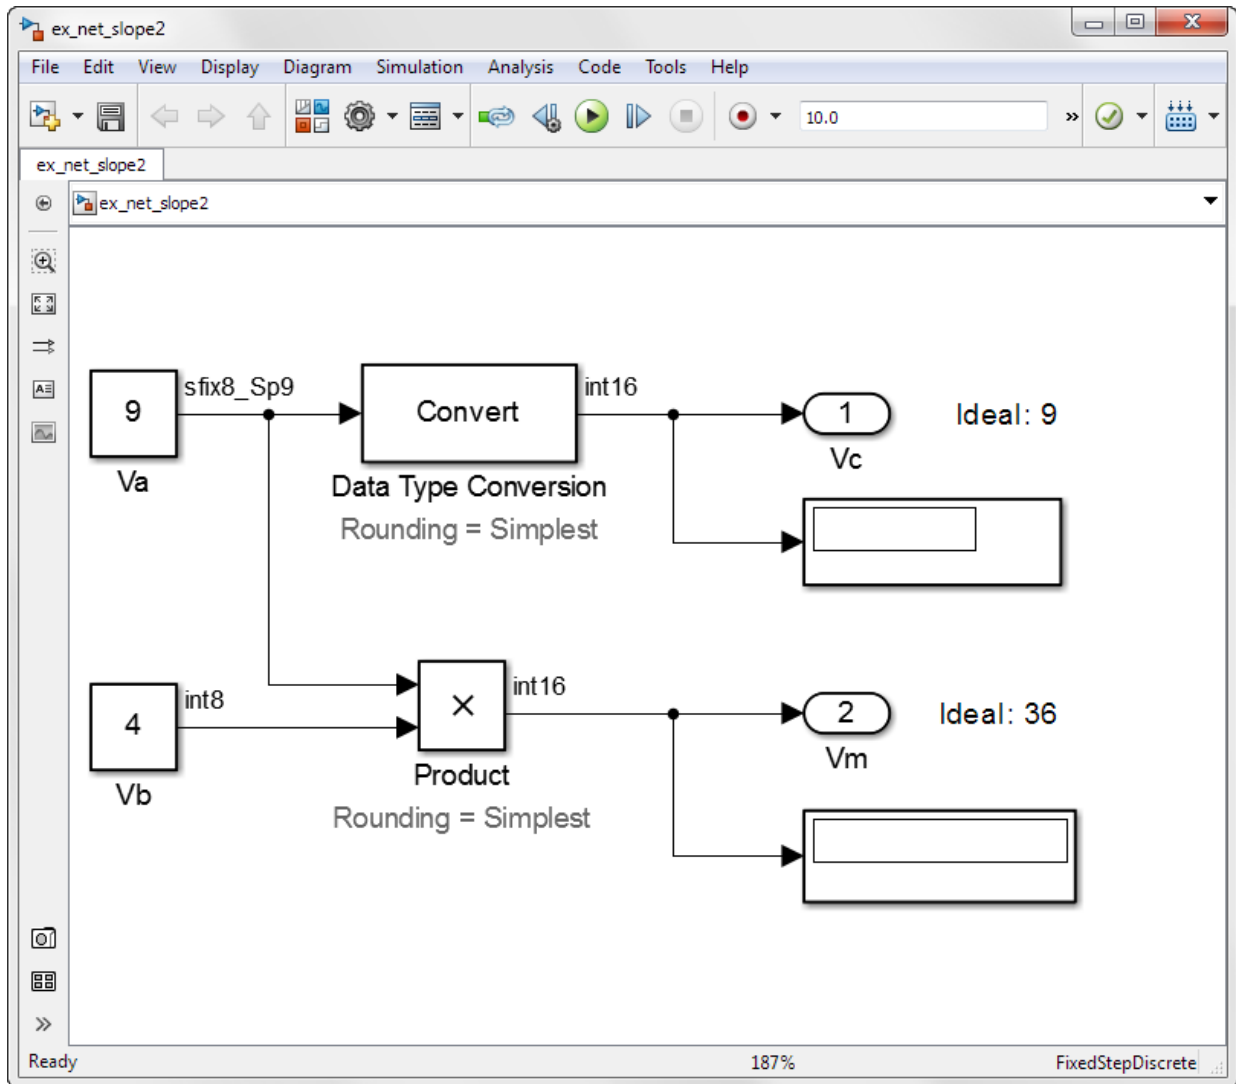 ex_net_slope2
File Edit View Display Diagram Simulation Analysis Code Tools Help
10.0
ex_net_slope2
ex_net_slope2
9
sfix8_Sp9
Convert
int16
1
Ideal: 9
Va
Vc
Data Type Conversion
Rounding = Simplest
4
int8
×
int16
2
Ideal: 36
Vb
Product
Vm
Rounding = Simplest
Ready 187% FixedStepDiscrete